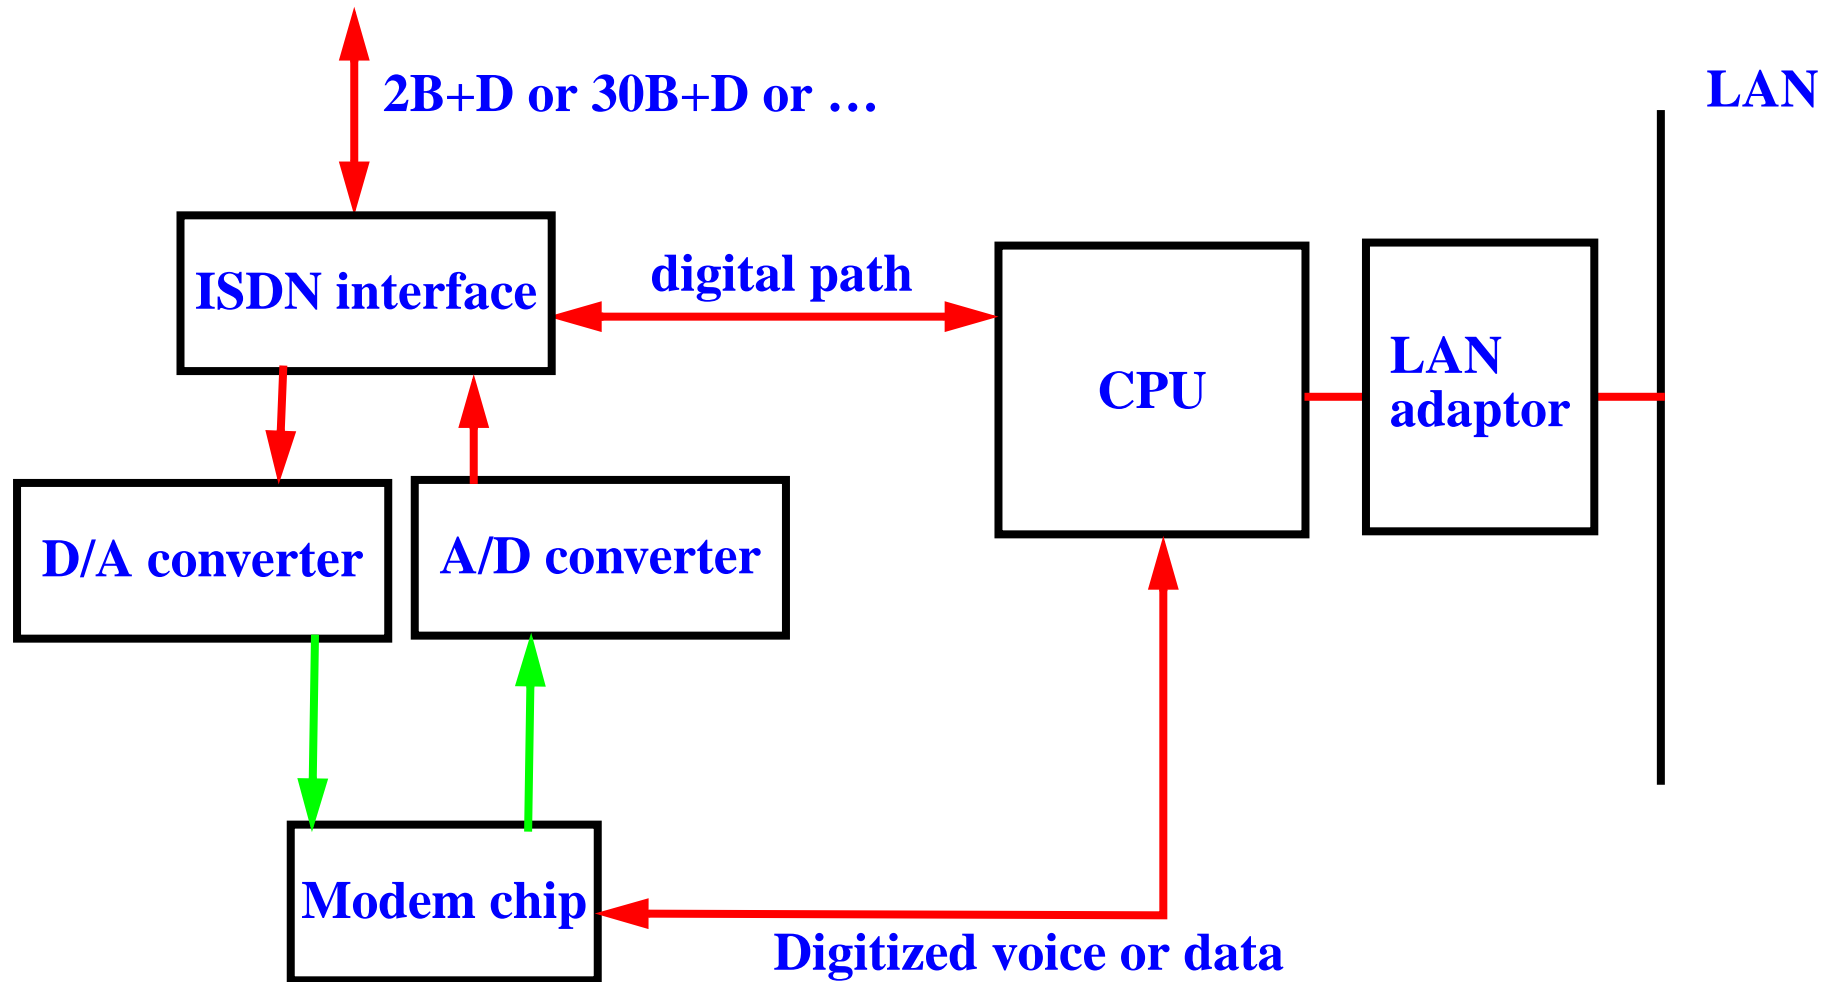 2B+D or 30B+D or …
LAN
ISDN interface
digital path
CPU
LAN
adaptor
D/A converter
A/D converter
Modem chip
Digitized voice or data